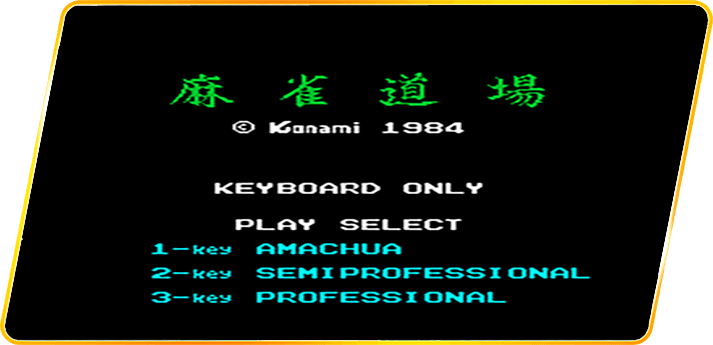 麻雀道場
© Konami 1984
KEYBOARD ONLY
PLAY SELECT
1-key AMACHUA
2-key SEMIPROFESSIONAL
3-key PROFESSIONAL